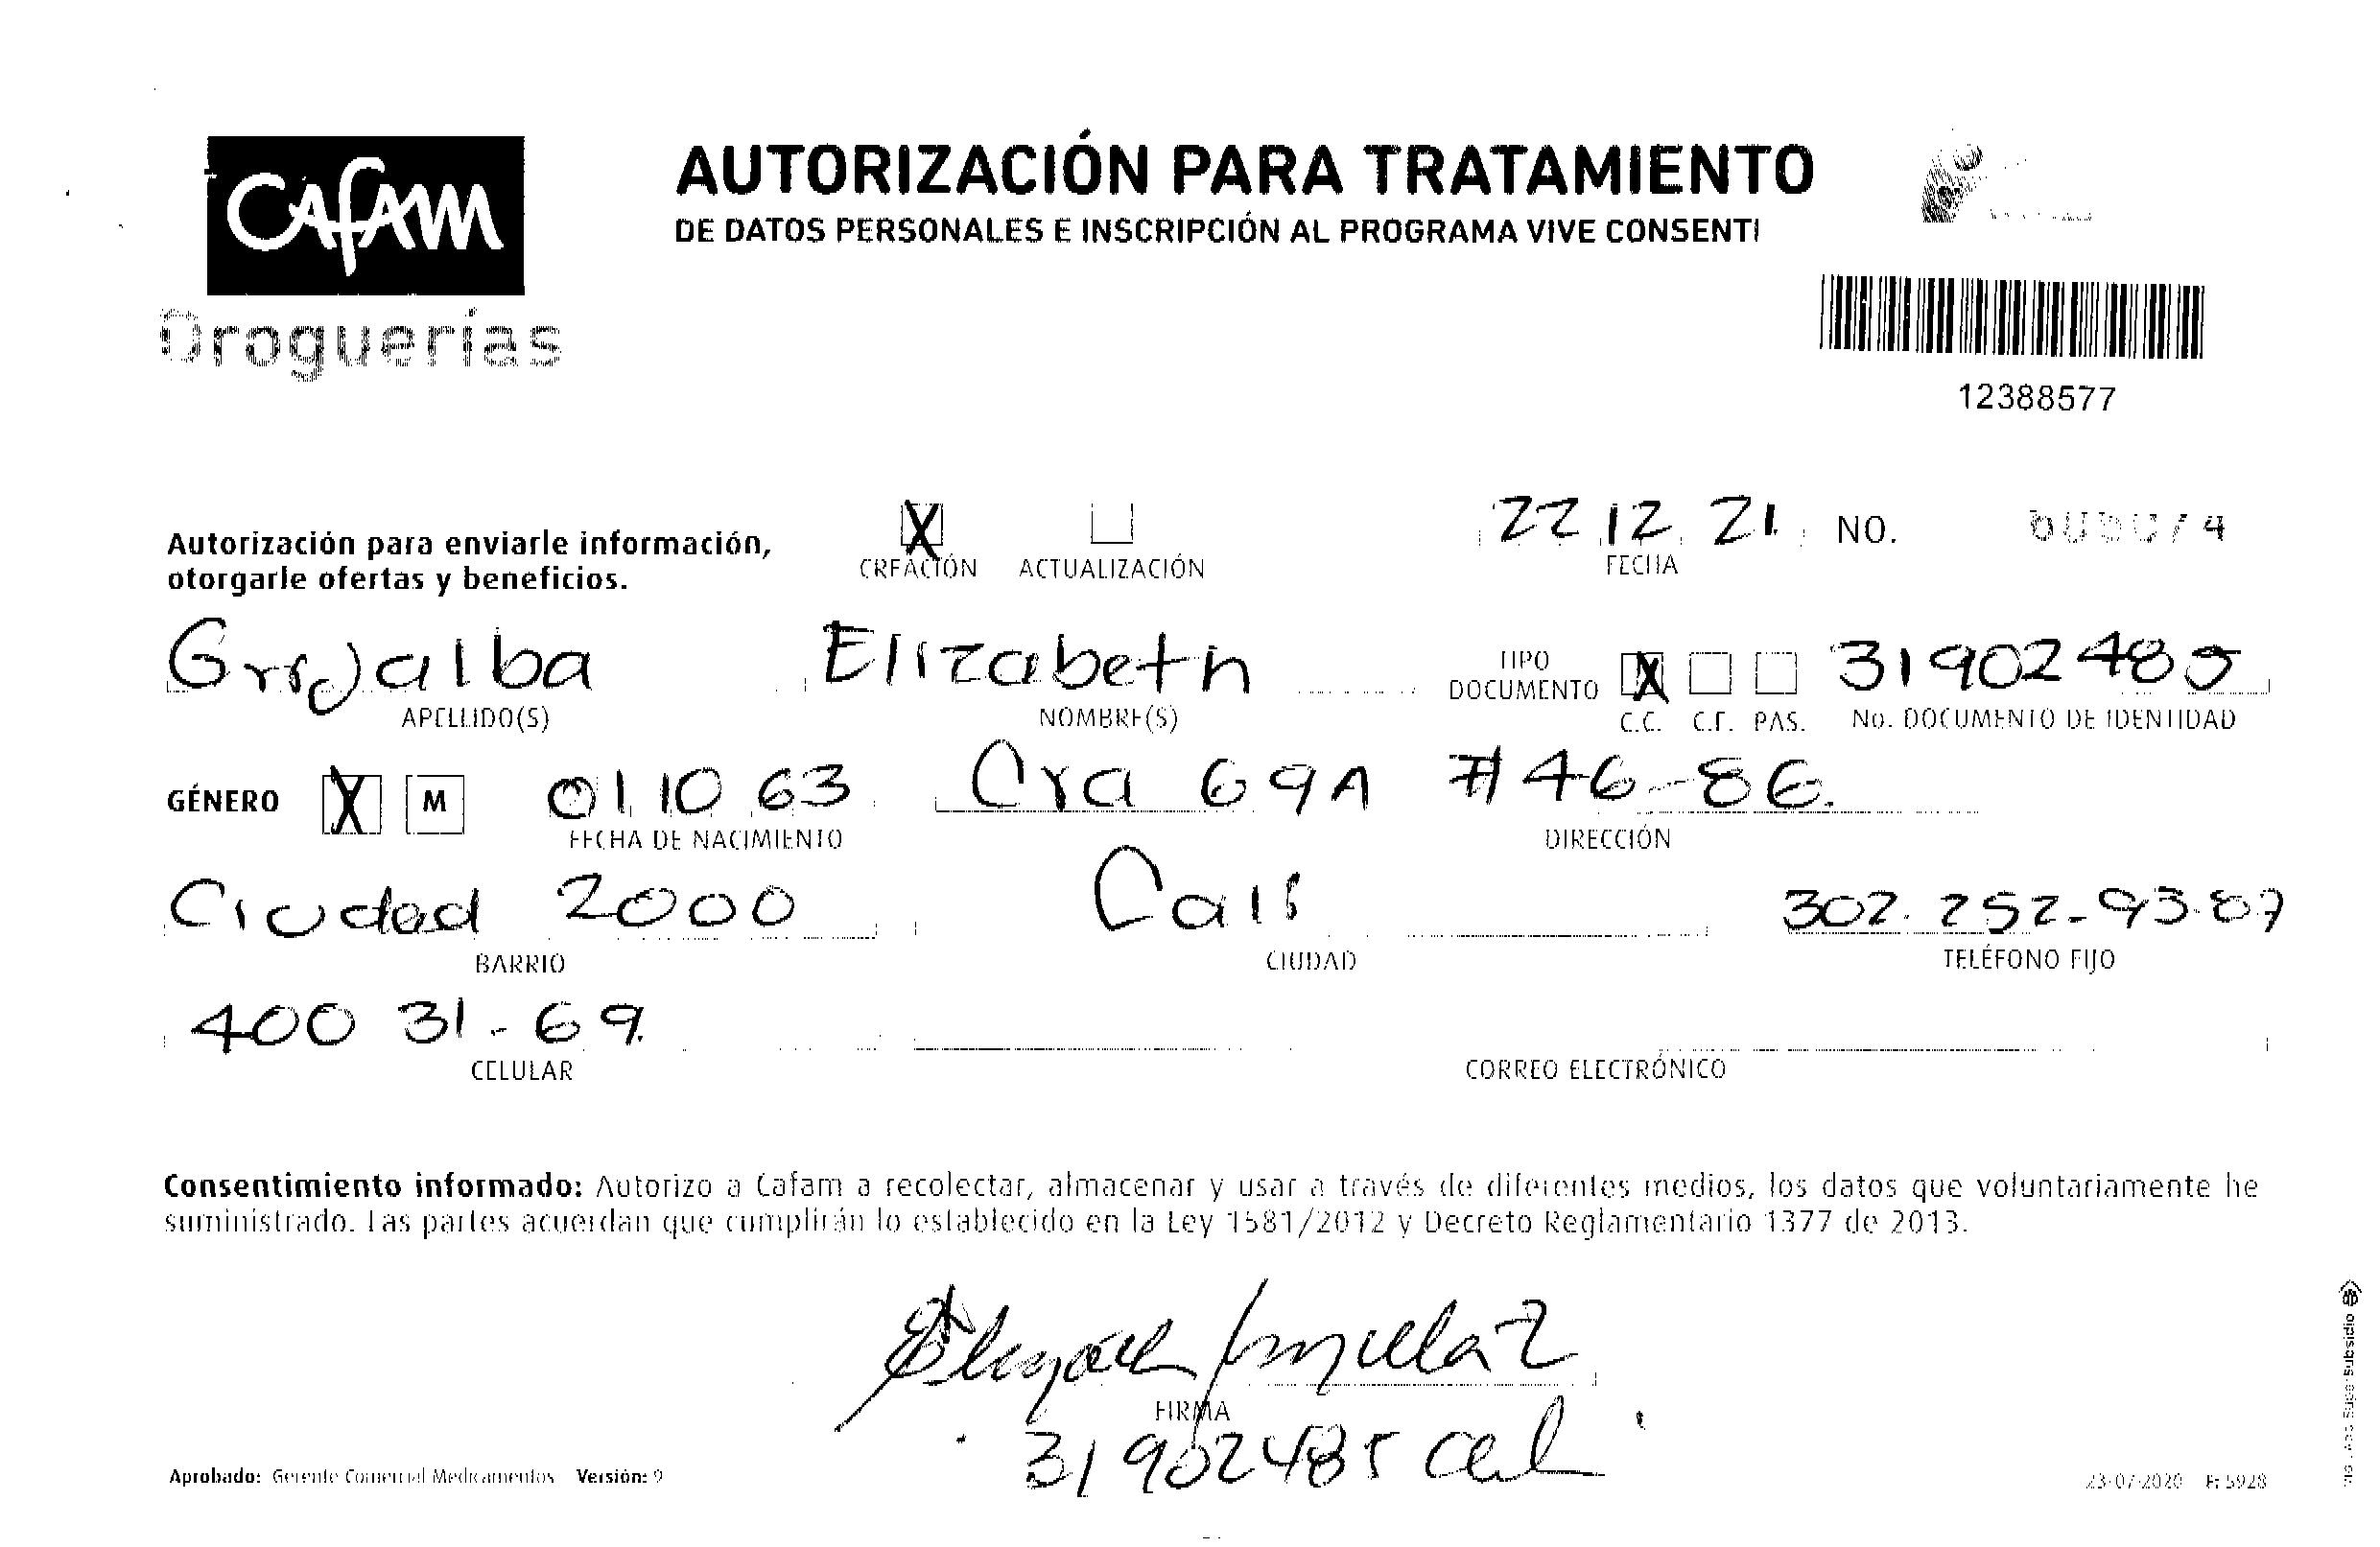 CAfAM
Droguerías
AUTORIZACIÓN PARA TRATAMIENTO
DE DATOS PERSONALES E INSCRIPCIÓN AL PROGRAMA VIVE CONSENTI
12388577
Autorización para enviarle información,
otorgarle ofertas y beneficios.
X CREACIÓN ACTUALIZACIÓN
22 12 21 NO.
FECHA
Grijalba Elizabeth TIPO DOCUMENTO X 31902485
APELLIDO(S) NOMBRE(S) C.C. C.E. PAS. No. DOCUMENTO DE IDENTIDAD
GÉNERO X M 01 10 63 Cra 69A # 46-86.
FECHA DE NACIMIENTO DIRECCIÓN
Ciudad 2000 Cali 302 252-93-87
BARRIO CIUDAD TELÉFONO FIJO
400 31-69.
CELULAR CORREO ELECTRÓNICO
Consentimiento informado: Autorizo a Cafam a recolectar, almacenar y usar a través de diferentes medios, los datos que voluntariamente he
suministrado. Las partes acuerdan que cumplirán lo establecido en la Ley 1581/2012 y Decreto Reglamentario 1377 de 2013.
FIRMA
31902485 Cal
Aprobado: Gerente Comercial Medicamentos Versión: 9
23-07-2020 F: 5928
Subsidio